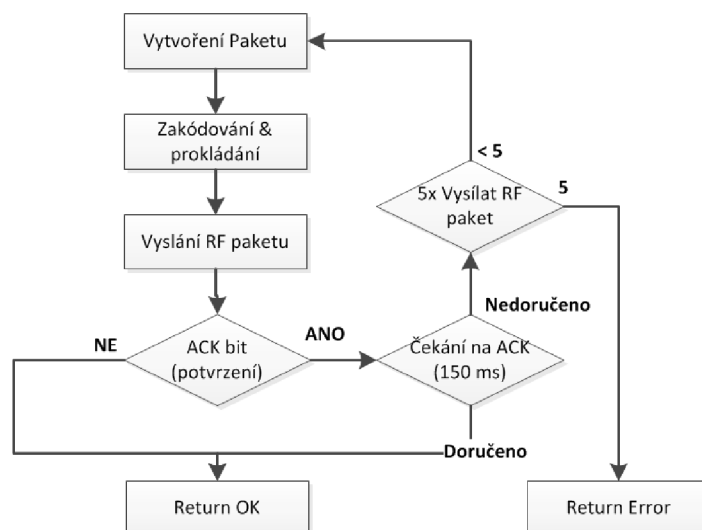 Vytvoření Paketu
Zakódování &
prokládání
< 5
5x Vysílat RF
paket
5
Vyslání RF paketu
Nedoručeno
NE
ACK bit
(potvrzení)
ANO
Čekání na ACK
(150 ms)
Doručeno
Return OK
Return Error